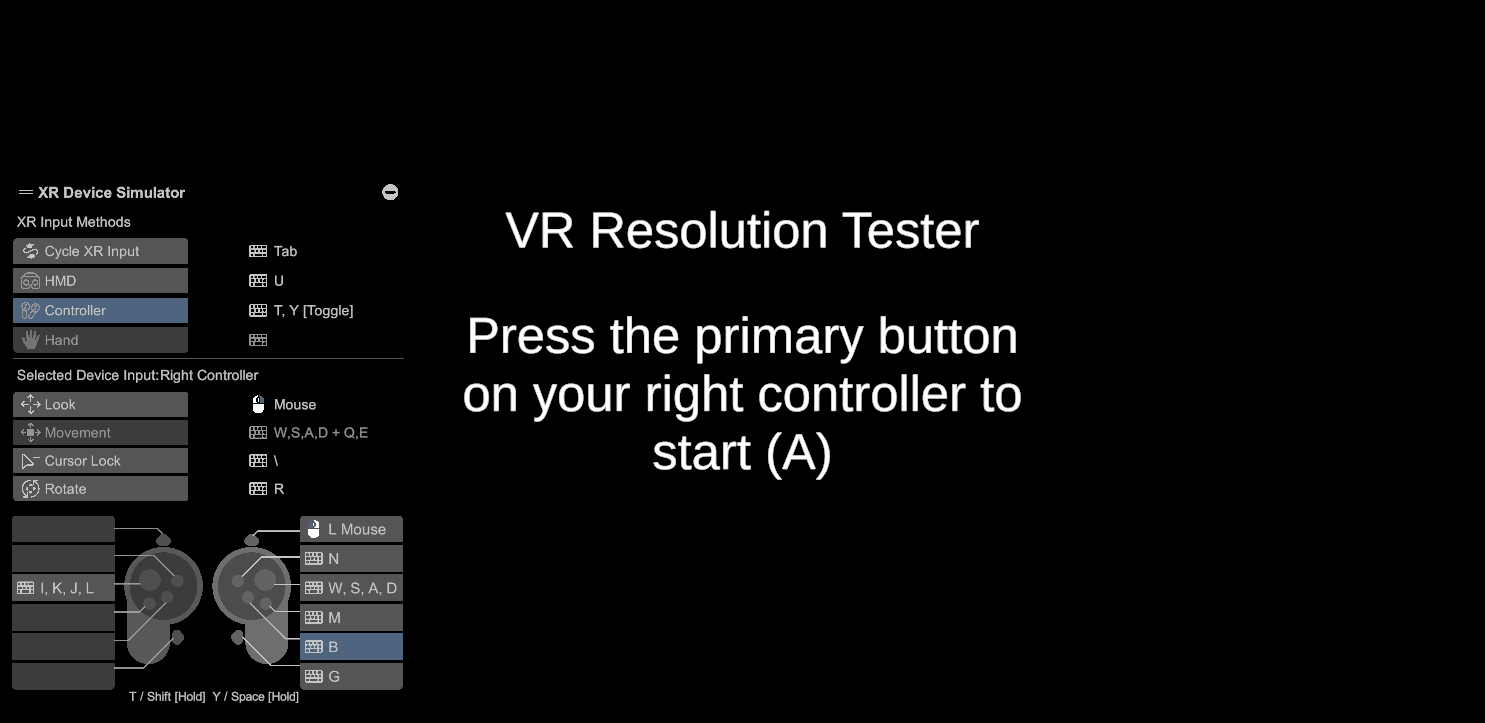 XR Device Simulator
XR Input Methods
Cycle XR Input Tab
HMD U
Controller T, Y [Toggle]
Hand
Selected Device Input:Right Controller
Look Mouse
Movement W,S,A,D + Q,E
Cursor Lock \
Rotate R
L Mouse
N
I, K, J, L W, S, A, D
M
B
G
T / Shift [Hold] Y / Space [Hold]
VR Resolution Tester
Press the primary button
on your right controller to
start (A)